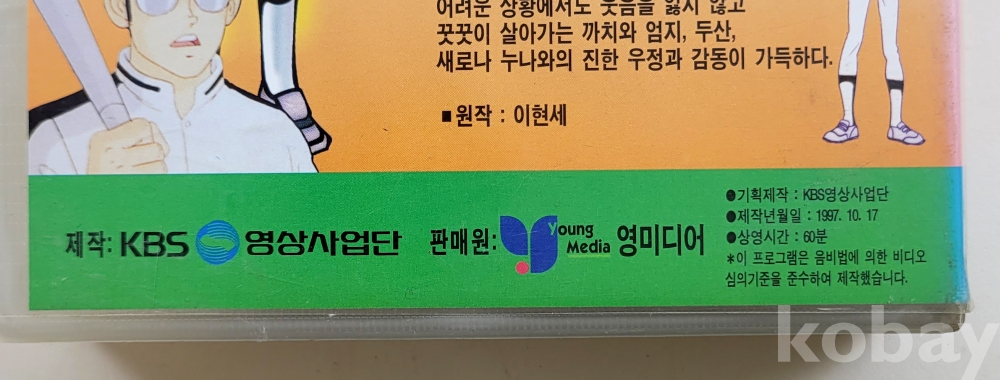 어려운 상황에서도 웃음을 잃지 않고
꿋꿋이 살아가는 까치와 엄지, 두산,
새로나 누나와의 진한 우정과 감동이 가득하다.
■원작 : 이현세
제작: KBS 영상사업단
판매원: young Media 영미디어
●기획제작 : KBS영상사업단
●제작년월일 : 1997. 10. 17
●상영시간 : 60분
*이 프로그램은 음비법에 의한 비디오
심의기준을 준수하여 제작했습니다.
kobay